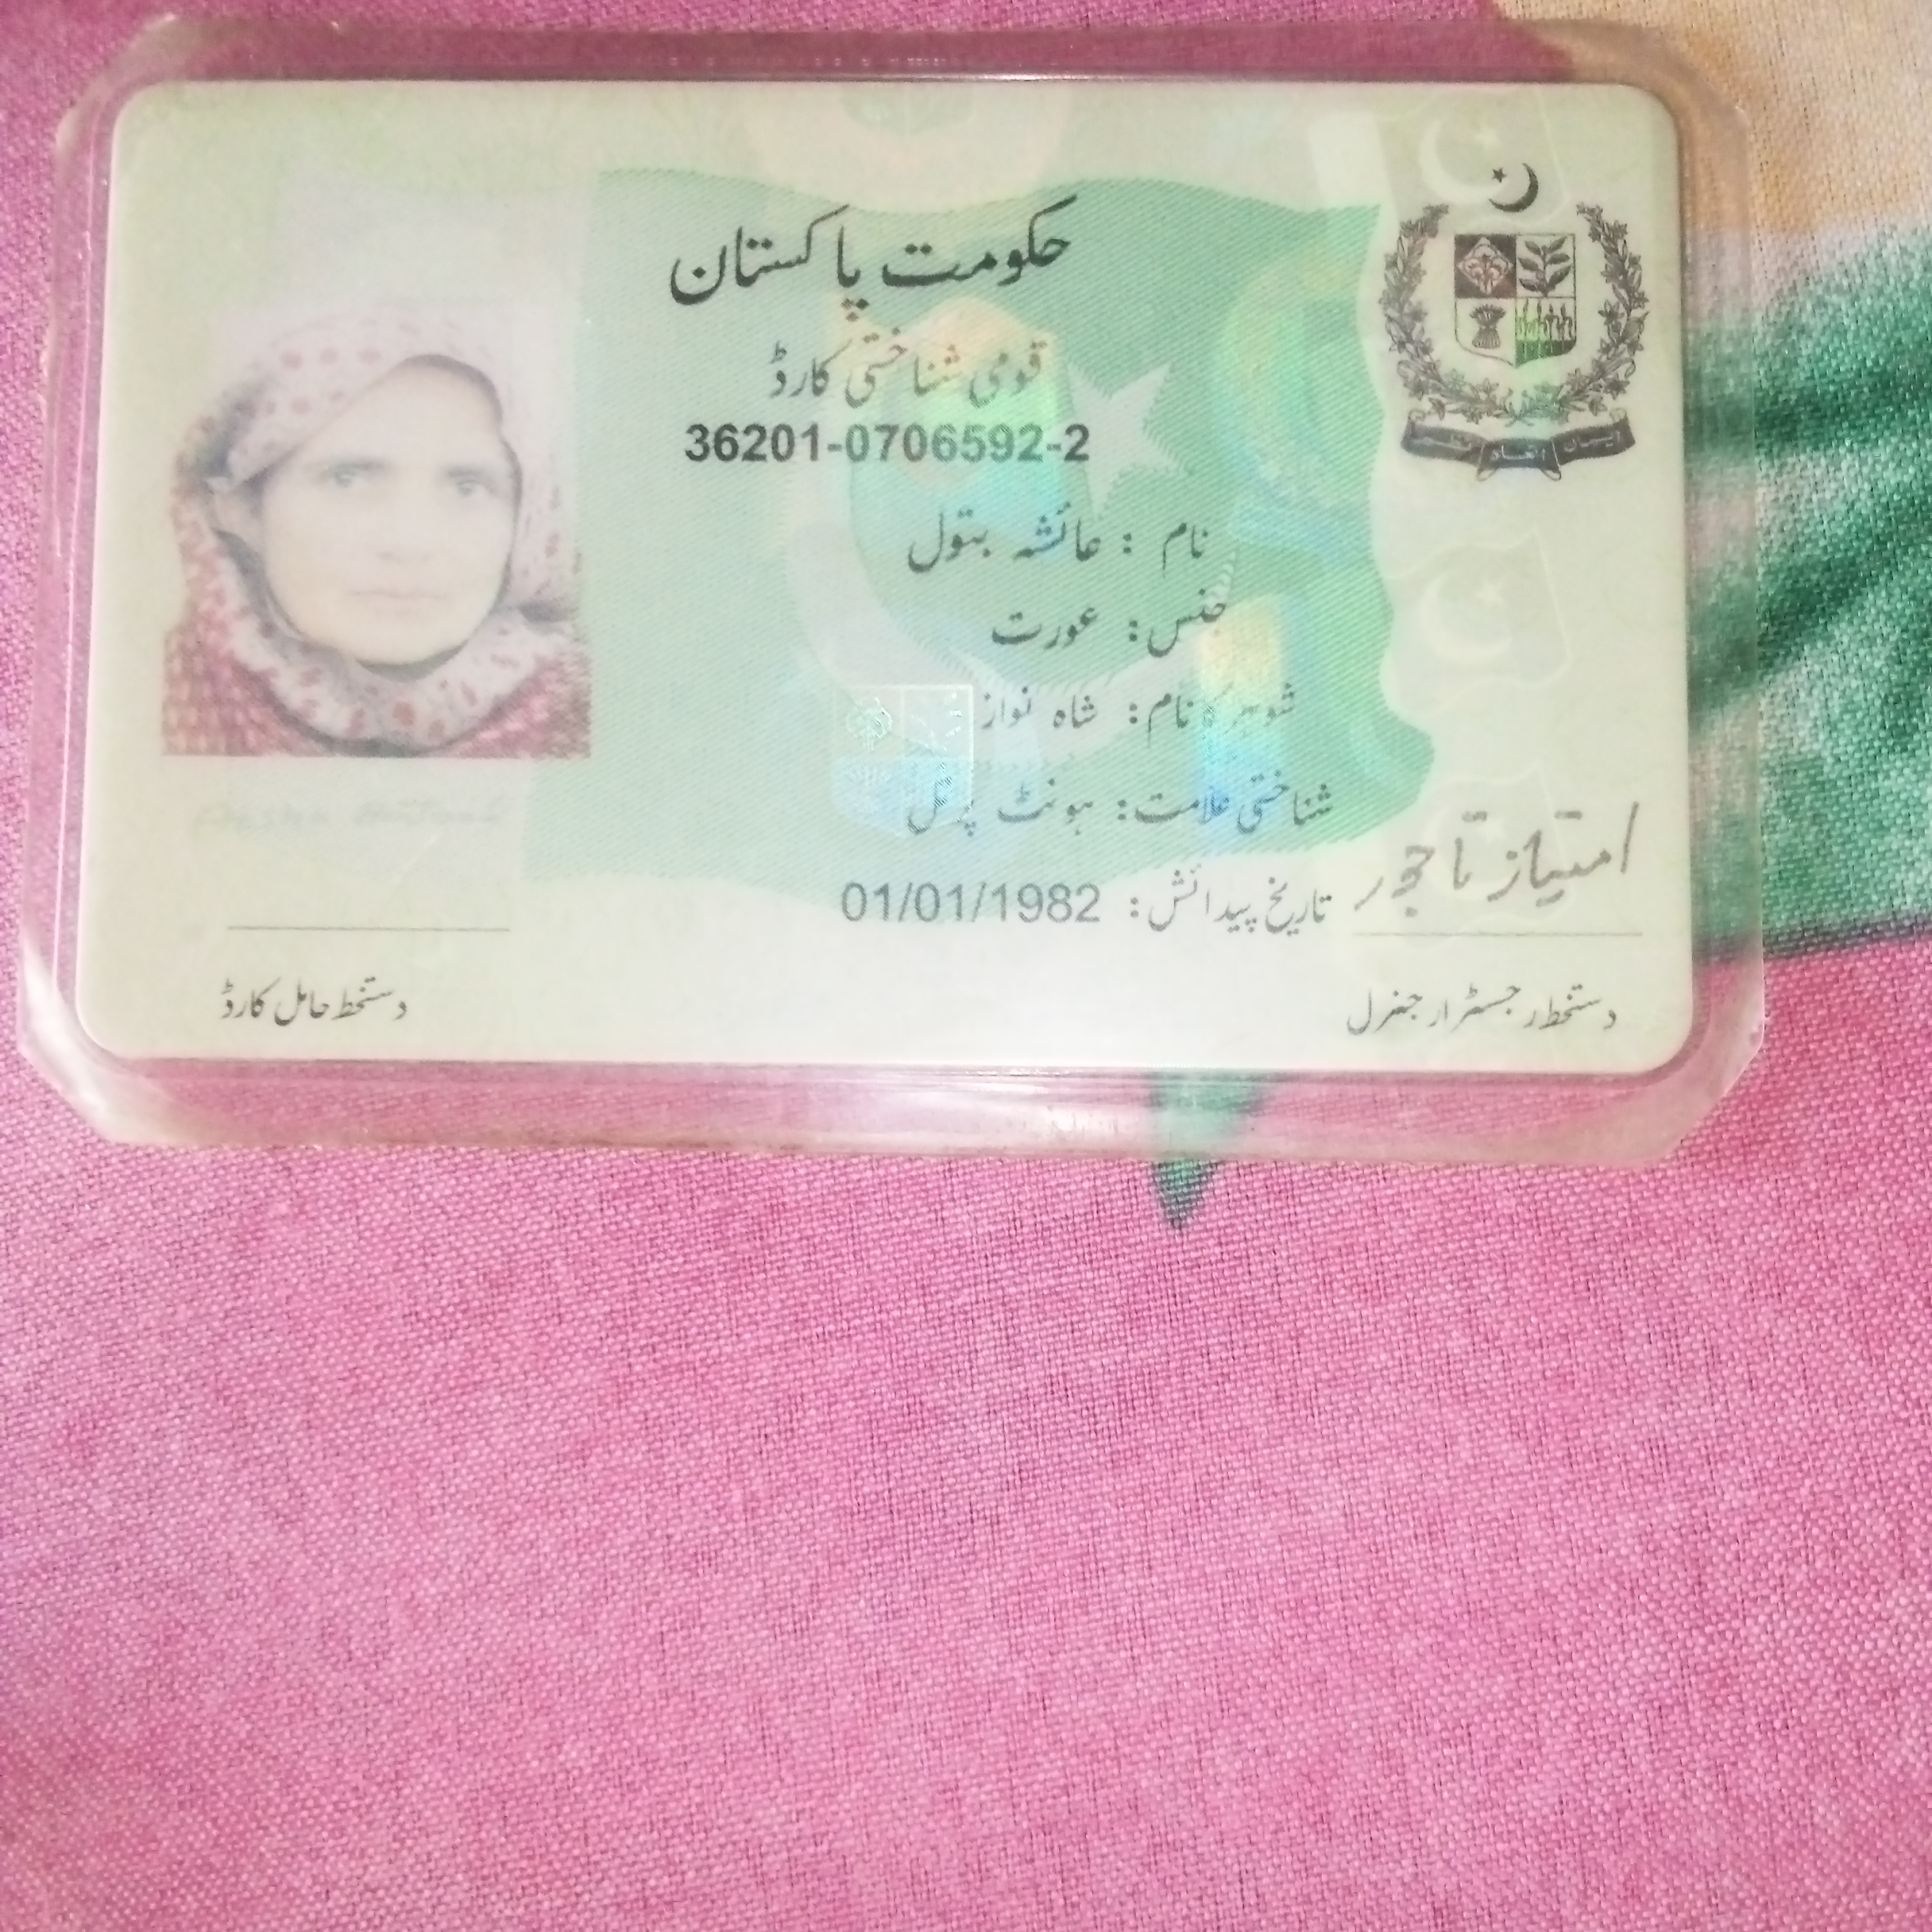 حکومت پاکستان
قومی شناختی کارڈ
36201-0706592-2
نام : عائشہ بتول
جنس: عورت
شوہر کا نام: شاہ نواز
شناختی علامت: ہونٹ پر تل
تاریخ پیدائش: 01/01/1982
امتیاز تاجور
دستخط حامل کارڈ
دستخط رجسٹرار جنرل